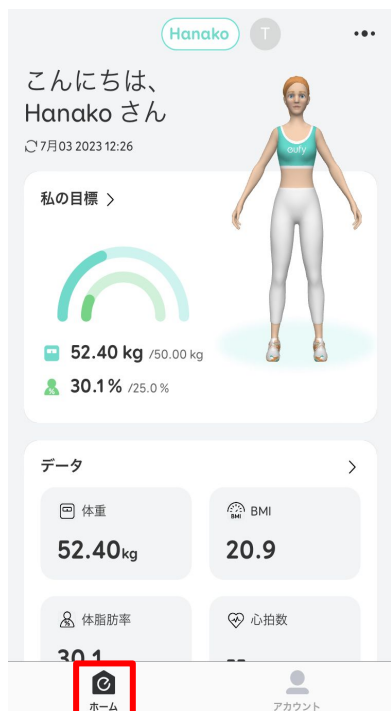 Hanako T
こんにちは、
Hanako さん
7月03 2023 12:26
eufy
私の目標 >
52.40 kg /50.00 kg
% 30.1% /25.0 %
データ >
体重
52.40kg
BMI BMI
20.9
% 体脂肪率
30.1
心拍数
--
ホーム
アカウント